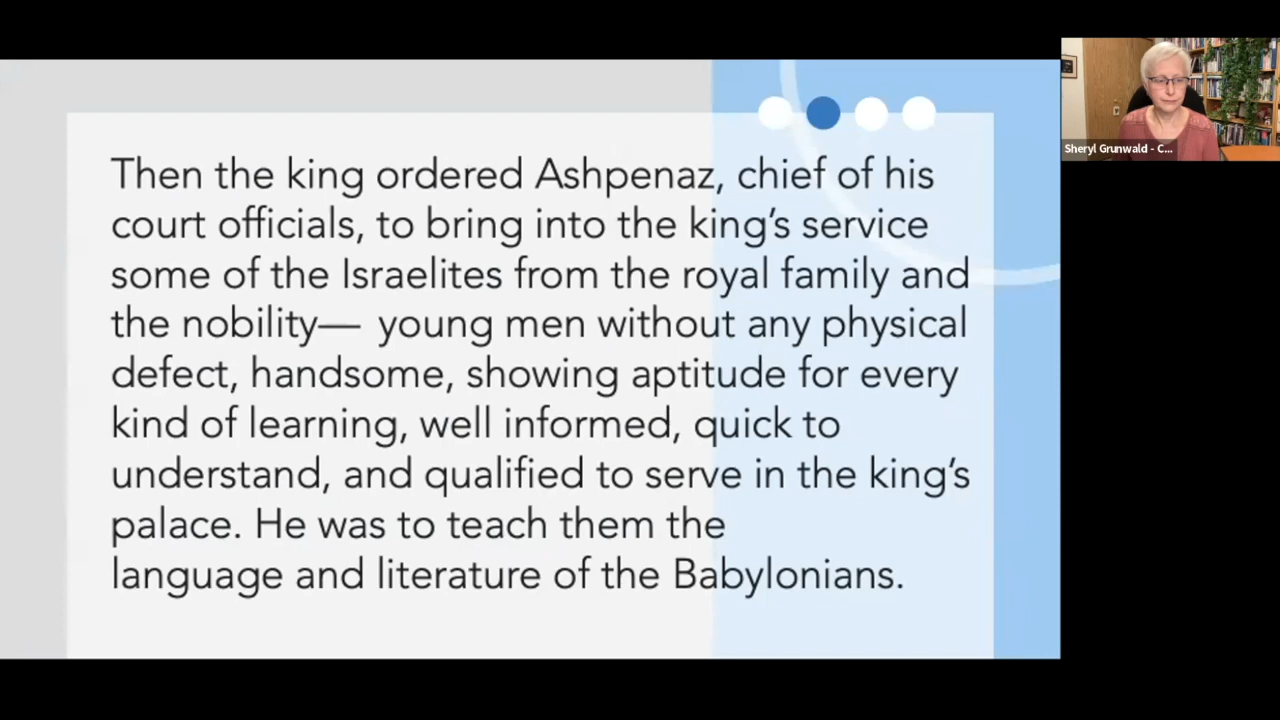 Then the king ordered Ashpenaz, chief of his
court officials, to bring into the king’s service
some of the Israelites from the royal family and
the nobility— young men without any physical
defect, handsome, showing aptitude for every
kind of learning, well informed, quick to
understand, and qualified to serve in the king’s
palace. He was to teach them the
language and literature of the Babylonians.
Sheryl Grunwald - C...